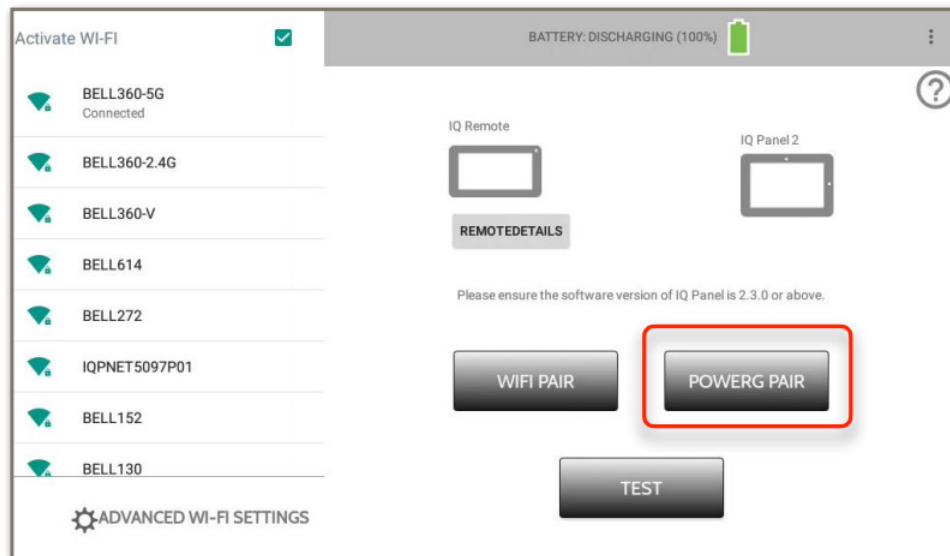 Activate WI-FI
BELL360-5G
Connected
BELL360-2.4G
BELL360-V
BELL614
BELL272
IQPNET5097P01
BELL152
BELL130
ADVANCED WI-FI SETTINGS
BATTERY: DISCHARGING (100%)
?
IQ Remote
IQ Panel 2
REMOTEDETAILS
Please ensure the software version of IQ Panel is 2.3.0 or above.
WIFI PAIR
POWERG PAIR
TEST